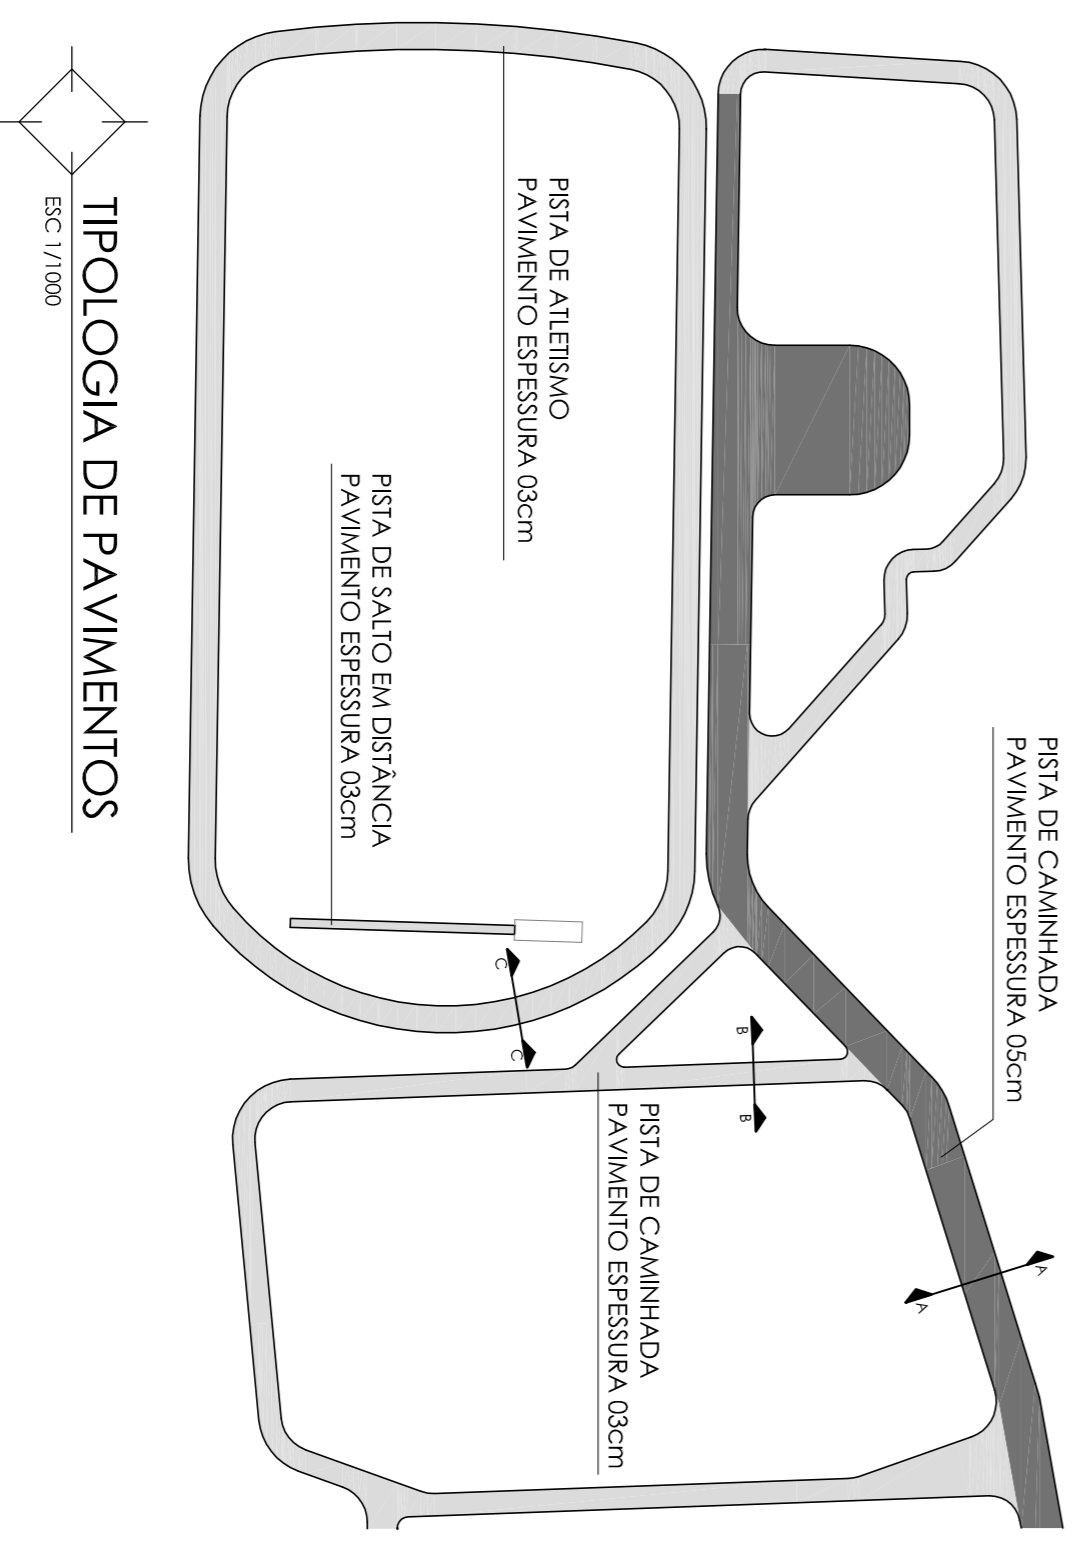 PISTA DE CAMINHADA
PAVIMENTO ESPESSURA 05cm
PISTA DE ATLETISMO
PAVIMENTO ESPESSURA 03cm
PISTA DE SALTO EM DISTÂNCIA
PAVIMENTO ESPESSURA 03cm
PISTA DE CAMINHADA
PAVIMENTO ESPESSURA 03cm
A
A
B
B
C
C
TIPOLOGIA DE PAVIMENTOS
ESC 1/1000